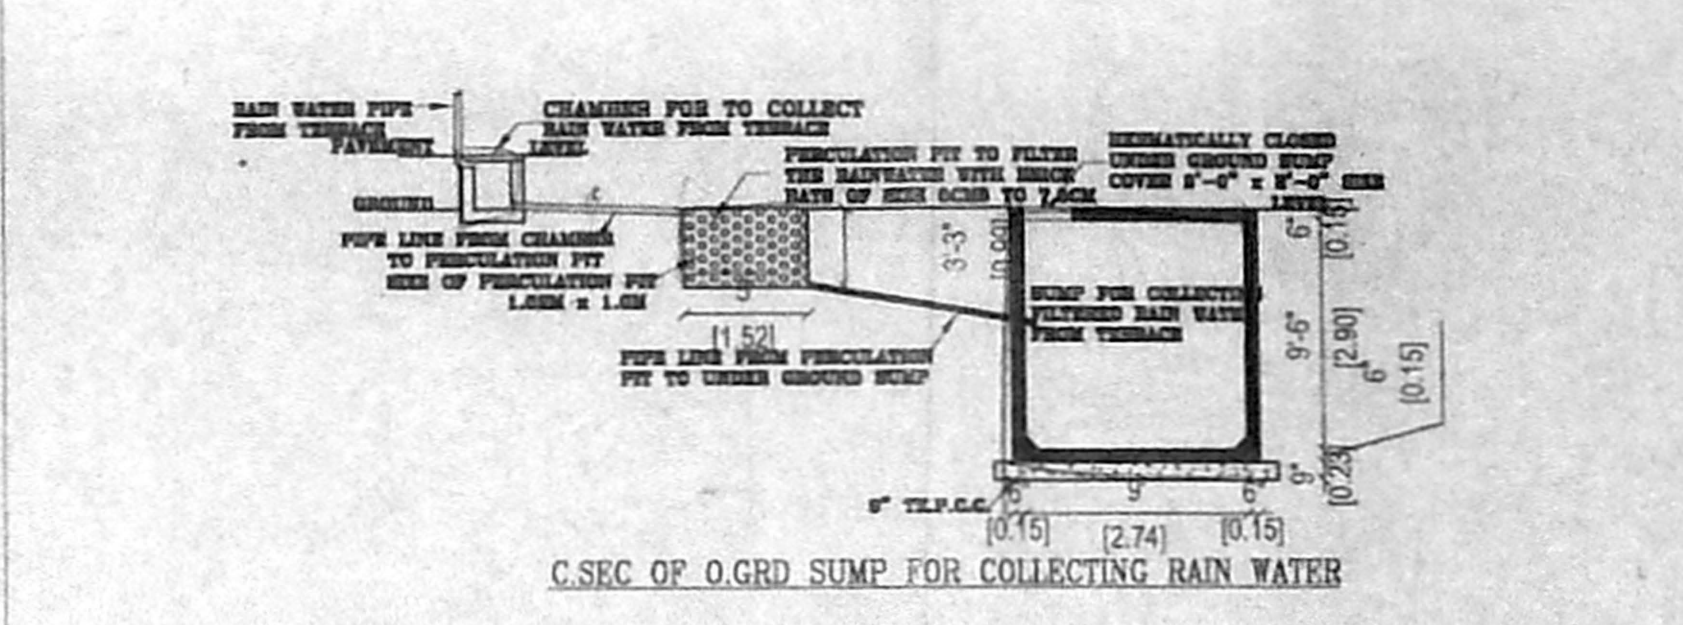 RAIN WATER PIPE
FROM TERRACE
PAVEMENT
LEVEL
CHAMBER FOR TO COLLECT
RAIN WATER FROM TERRACE
GROUND
LEVEL
PERCULATION PIT TO FILTER
THE RAINWATER WITH BRICK
BATS OF SIZE TO 7.5CM
HERMATICALLY CLOSED
UNDER GROUND SUMP
COVER 2'-0" x 2'-0" SIZE
PIPE LINE FROM CHAMBER
TO PERCULATION PIT
SIZE OF PERCULATION PIT
x 1.0M
5'
[1.52]
PIPE LINE FROM PERCULATION
PIT TO UNDER GROUND SUMP
3'-3"
[0.99]
SUMP FOR COLLECTING
FILTERED RAIN WATER
FROM TERRACE
6"
[0.15]
9'-6"
[2.90]
6"
[0.15]
9"
[0.23]
TK.P.C.C.
6"
9'
6"
[0.15]
[2.74]
[0.15]
C.SEC OF O.GRD SUMP FOR COLLECTING RAIN WATER